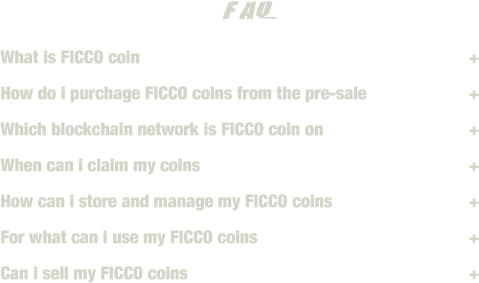 FAQ
What is FICCO coin +
How do i purchage FICCO coins from the pre-sale +
Which blockchain network is FICCO coin on +
When can i claim my coins +
How can i store and manage my FICCO coins +
For what can i use my FICCO coins +
Can i sell my FICCO coins +